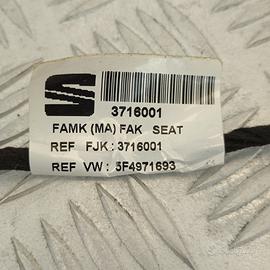 3716001
FAMK (MA) FAK SEAT
REF FJK : 3716001
REF VW : 5F4971693